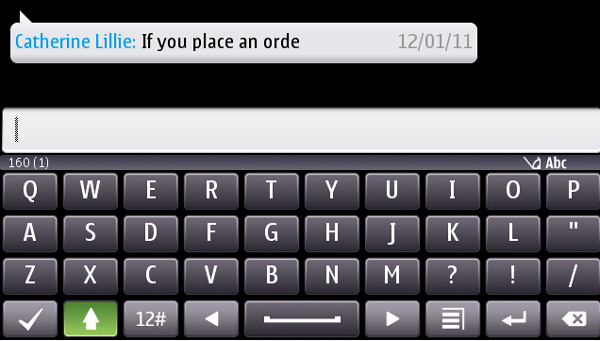 Catherine Lillie: If you place an orde 12/01/11
160 (1) Abc
Q W E R T Y U I O P
A S D F G H J K L "
Z X C V B N M ? ! /
12#